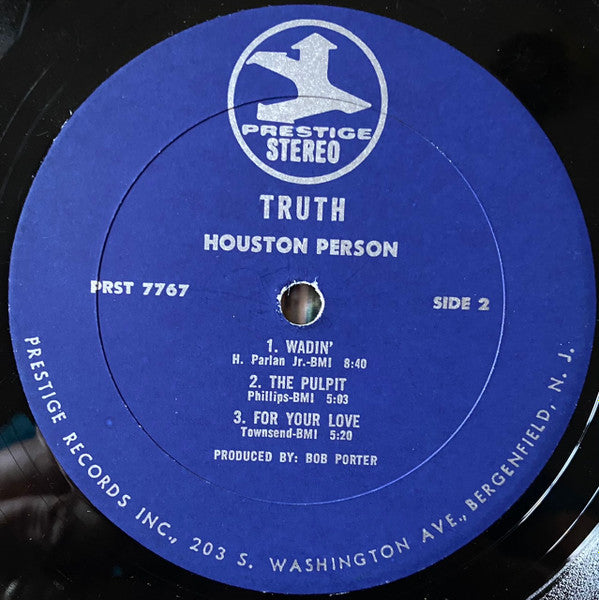 PRESTIGE
STEREO
TRUTH
HOUSTON PERSON
PRST 7767
SIDE 2
1. WADIN'
H. Parlan Jr.-BMI 8:40
2. THE PULPIT
Phillips-BMI 5:03
3. FOR YOUR LOVE
Townsend-BMI 5:20
PRODUCED BY: BOB PORTER
PRESTIGE RECORDS INC., 203 S. WASHINGTON AVE., BERGENFIELD, N. J.